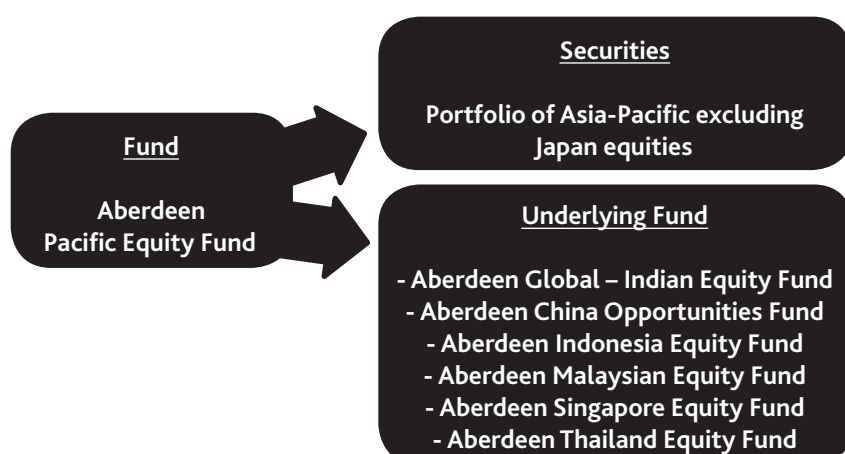 Fund
Aberdeen
Pacific Equity Fund
Securities
Portfolio of Asia-Pacific excluding
Japan equities
Underlying Fund
- Aberdeen Global – Indian Equity Fund
- Aberdeen China Opportunities Fund
- Aberdeen Indonesia Equity Fund
- Aberdeen Malaysian Equity Fund
- Aberdeen Singapore Equity Fund
- Aberdeen Thailand Equity Fund